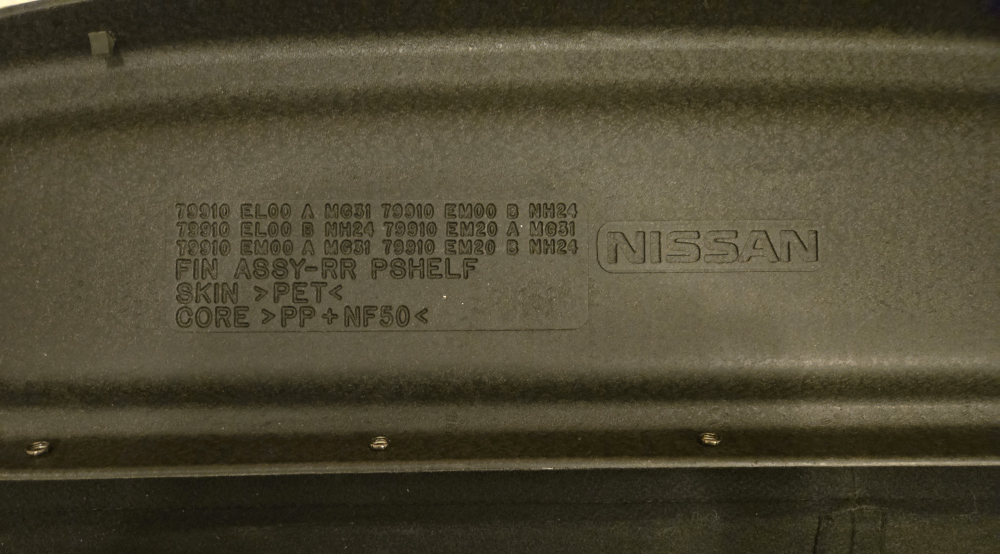 79910 EL00 A MG31 79910 EM00 B NH24
79910 EL00 B NH24 79910 EM20 A MG31
79910 EM00 A MG31 79910 EM20 B NH24
FIN ASSY-RR PSHELF
SKIN >PET<
CORE >PP+NF50<
NISSAN